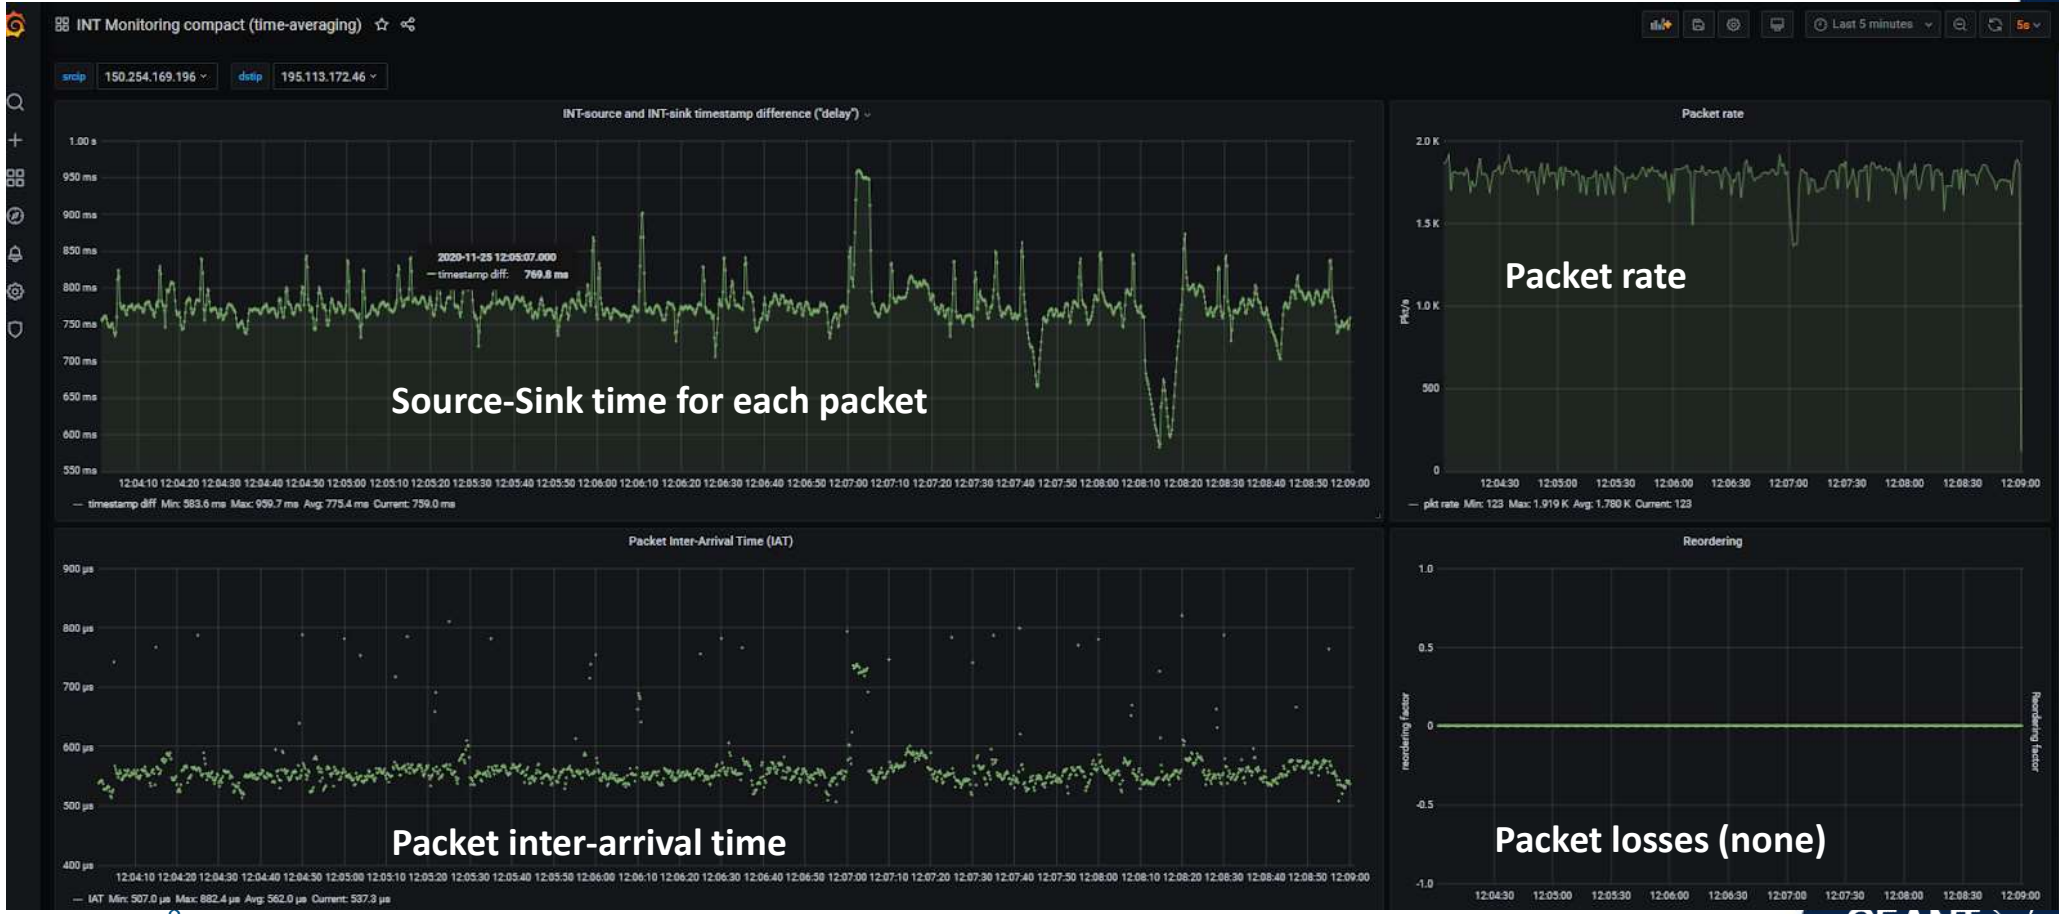 INT Monitoring compact (time-averaging)
Last 5 minutes
5s
srcip 150.254.169.196 dstip 195.113.172.46
INT-source and INT-sink timestamp difference ("delay")
1.00 s
950 ms
900 ms
850 ms
800 ms
750 ms
700 ms
650 ms
600 ms
550 ms
2020-11-25 12:05:07.000
timestamp diff: 769.8 ms
Source-Sink time for each packet
12:04:10 12:04:20 12:04:30 12:04:40 12:04:50 12:05:00 12:05:10 12:05:20 12:05:30 12:05:40 12:05:50 12:06:00 12:06:10 12:06:20 12:06:30 12:06:40 12:06:50 12:07:00 12:07:10 12:07:20 12:07:30 12:07:40 12:07:50 12:08:00 12:08:10 12:08:20 12:08:30 12:08:40 12:08:50 12:09:00
timestamp diff Min: 583.6 ms Max: 959.7 ms Avg: 775.4 ms Current: 759.0 ms
Packet rate
2.0 K
1.5 K
1.0 K
500
0
Pkt/s
Packet rate
12:04:30 12:05:00 12:05:30 12:06:00 12:06:30 12:07:00 12:07:30 12:08:00 12:08:30 12:09:00
pkt rate Min: 123 Max: 1.919 K Avg: 1.780 K Current: 123
Packet Inter-Arrival Time (IAT)
900 µs
800 µs
700 µs
600 µs
500 µs
400 µs
Packet inter-arrival time
12:04:10 12:04:20 12:04:30 12:04:40 12:04:50 12:05:00 12:05:10 12:05:20 12:05:30 12:05:40 12:05:50 12:06:00 12:06:10 12:06:20 12:06:30 12:06:40 12:06:50 12:07:00 12:07:10 12:07:20 12:07:30 12:07:40 12:07:50 12:08:00 12:08:10 12:08:20 12:08:30 12:08:40 12:08:50 12:09:00
IAT Min: 507.0 µs Max: 882.4 µs Avg: 562.0 µs Current: 537.3 µs
Reordering
1.0
0.5
0
-0.5
-1.0
reordering factor
Reordering factor
Packet losses (none)
12:04:30 12:05:00 12:05:30 12:06:00 12:06:30 12:07:00 12:07:30 12:08:00 12:08:30 12:09:00